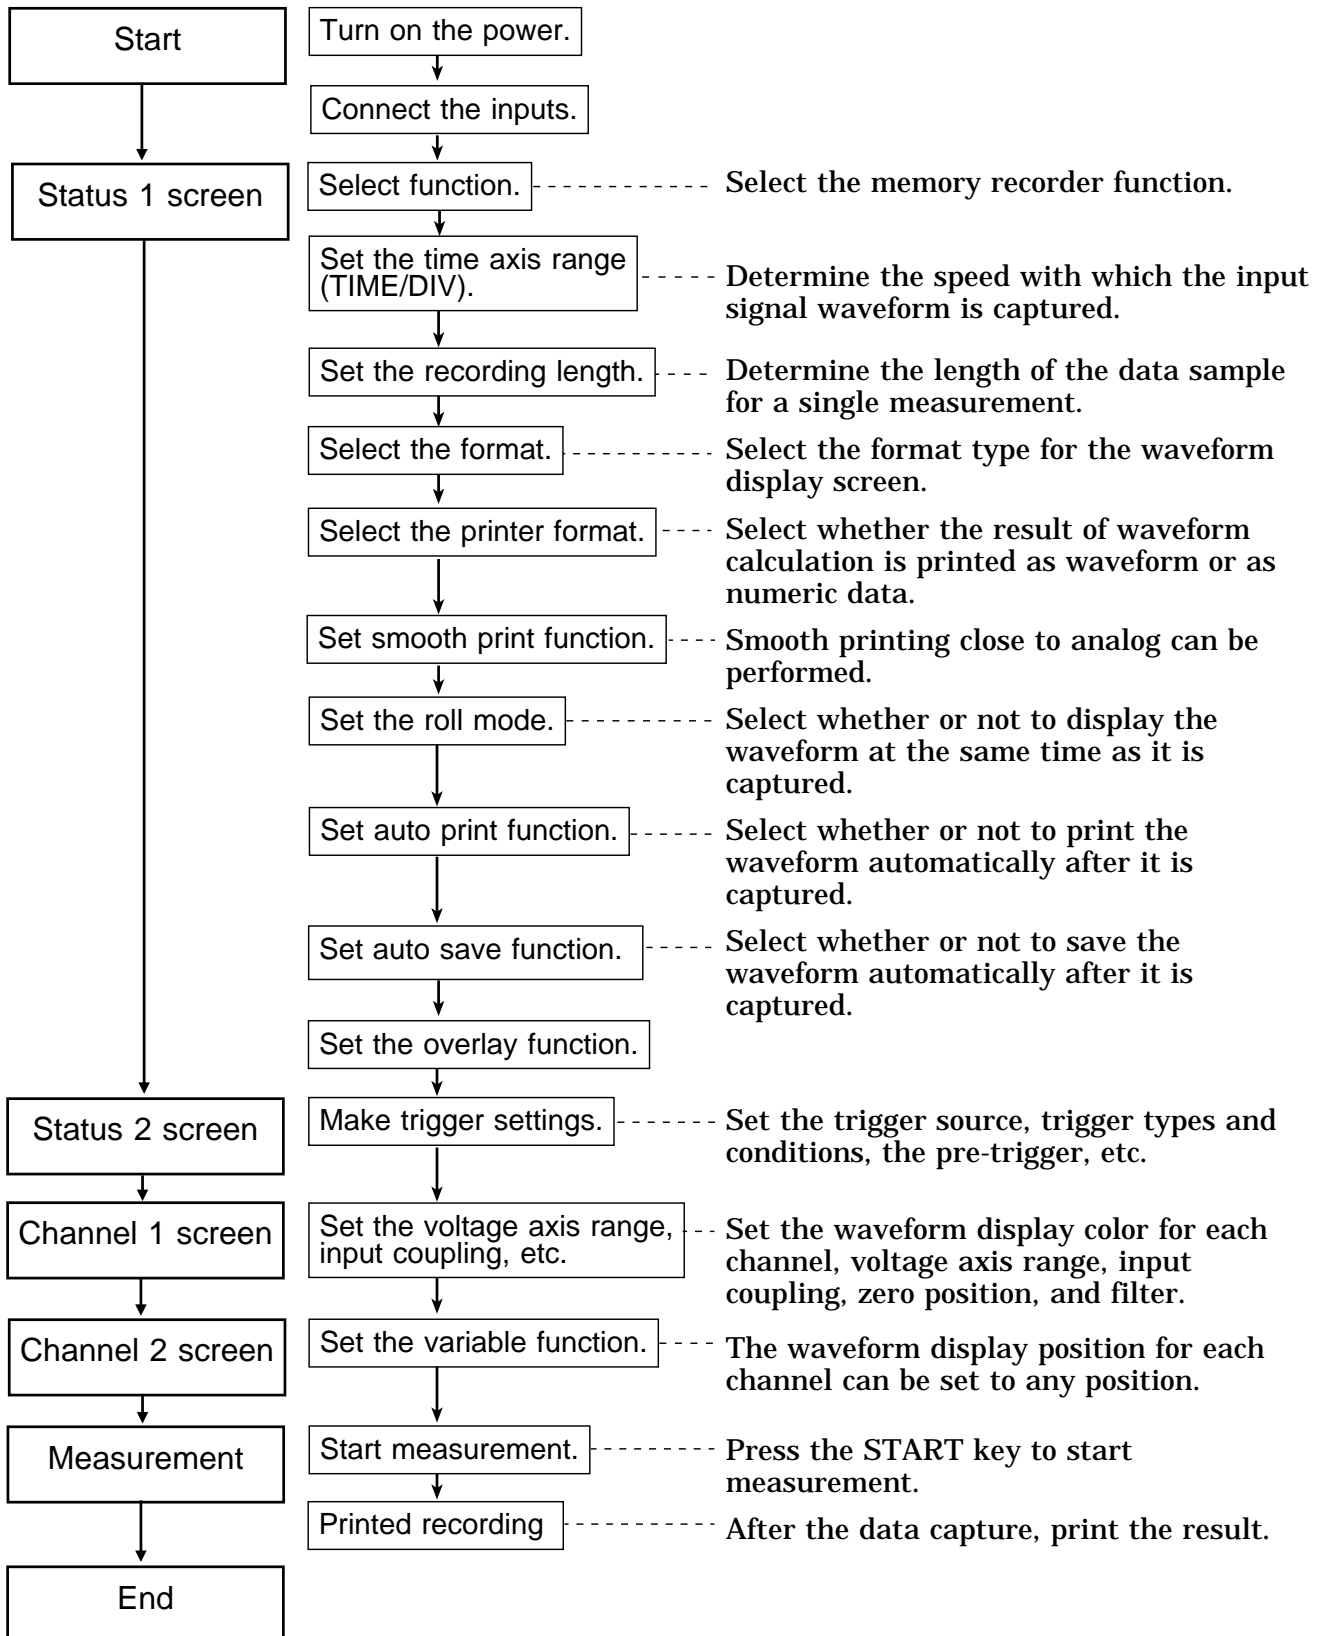 Start
Turn on the power.
Connect the inputs.
Status 1 screen
Select function.
Select the memory recorder function.
Set the time axis range
(TIME/DIV).
Determine the speed with which the input
signal waveform is captured.
Set the recording length.
Determine the length of the data sample
for a single measurement.
Select the format.
Select the format type for the waveform
display screen.
Select the printer format.
Select whether the result of waveform
calculation is printed as waveform or as
numeric data.
Set smooth print function.
Smooth printing close to analog can be
performed.
Set the roll mode.
Select whether or not to display the
waveform at the same time as it is
captured.
Set auto print function.
Select whether or not to print the
waveform automatically after it is
captured.
Set auto save function.
Select whether or not to save the
waveform automatically after it is
captured.
Set the overlay function.
Status 2 screen
Make trigger settings.
Set the trigger source, trigger types and
conditions, the pre-trigger, etc.
Channel 1 screen
Set the voltage axis range,
input coupling, etc.
Set the waveform display color for each
channel, voltage axis range, input
coupling, zero position, and filter.
Channel 2 screen
Set the variable function.
The waveform display position for each
channel can be set to any position.
Measurement
Start measurement.
Press the START key to start
measurement.
Printed recording
After the data capture, print the result.
End